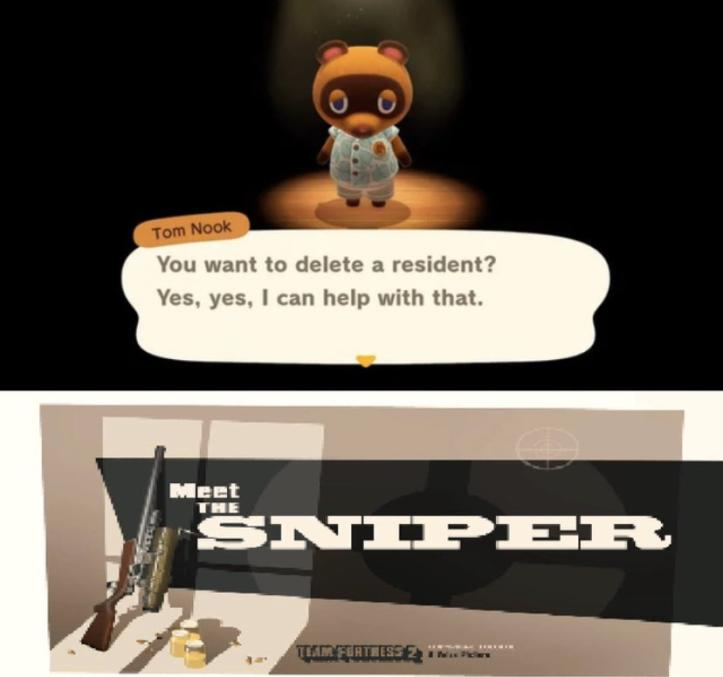 Tom Nook
You want to delete a resident?
Yes, yes, I can help with that.
Meet
THE
SNIPER
TEAM FORTRESS 2